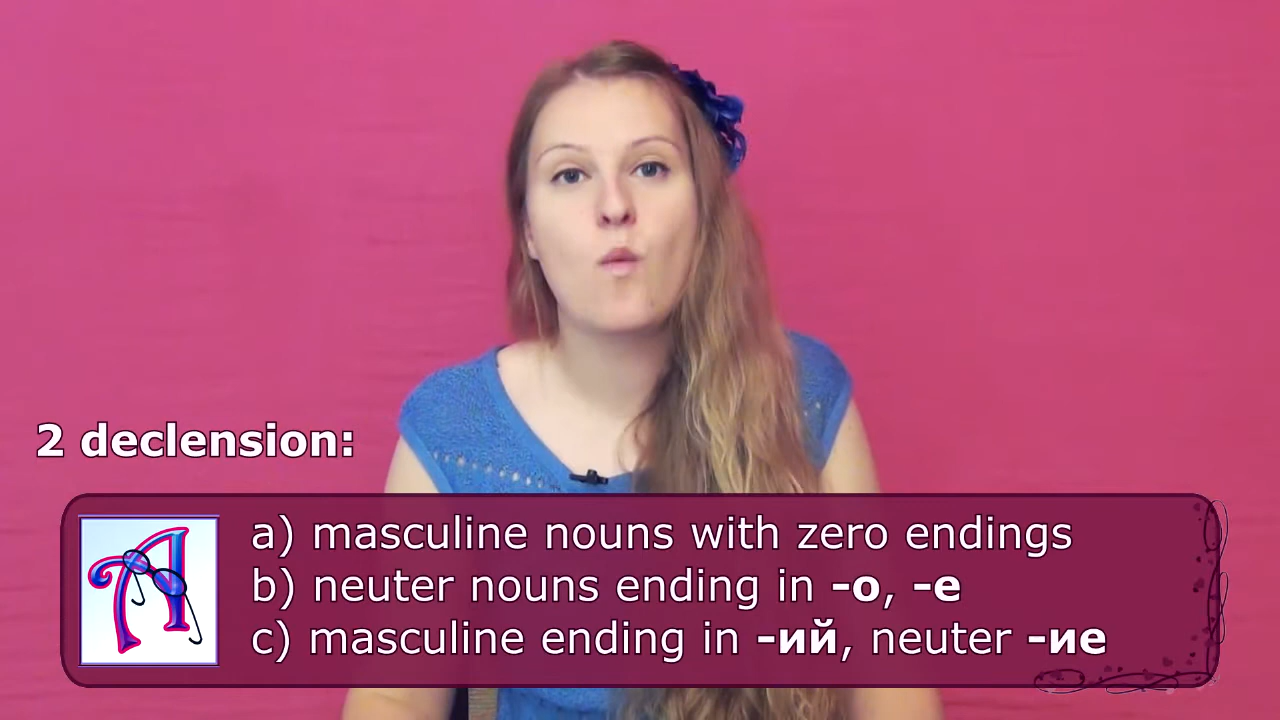 2 declension:
a) masculine nouns with zero endings
b) neuter nouns ending in -о, -е
c) masculine ending in -ий, neuter -ие